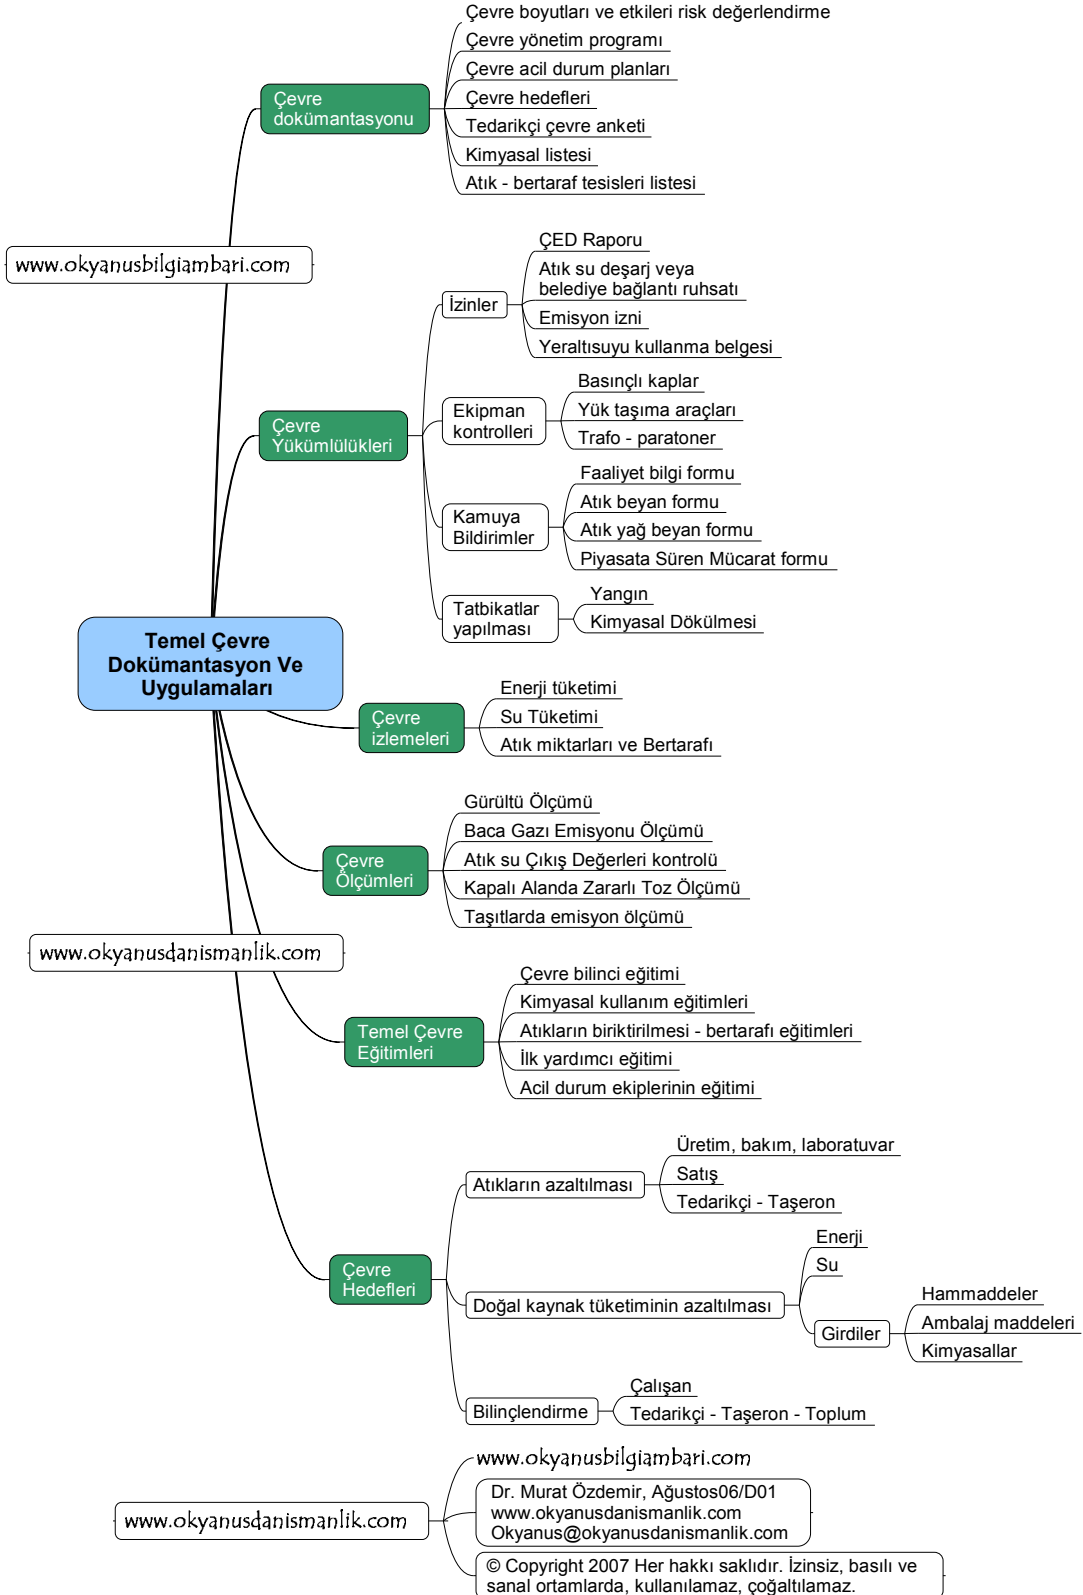 Çevre boyutları ve etkileri risk değerlendirme
Çevre yönetim programı
Çevre acil durum planları
Çevre
dokümantasyonu
Çevre hedefleri
Tedarikçi çevre anketi
Kimyasal listesi
Atık - bertaraf tesisleri listesi
www.okyanusbilgiambari.com
ÇED Raporu
Atık su deşarj veya
belediye bağlantı ruhsatı
İzinler
Emisyon izni
Yeraltısuyu kullanma belgesi
Çevre
Yükümlülükleri
Basınçlı kaplar
Ekipman
kontrolleri
Yük taşıma araçları
Trafo - paratoner
Faaliyet bilgi formu
Atık beyan formu
Kamuya
Bildirimler
Atık yağ beyan formu
Piyasata Süren Mücarat formu
Tatbikatlar
yapılması
Yangın
Kimyasal Dökülmesi
Temel Çevre
Dokümantasyon Ve
Uygulamaları
Çevre
izlemeleri
Enerji tüketimi
Su Tüketimi
Atık miktarları ve Bertarafı
Çevre
Ölçümleri
Gürültü Ölçümü
Baca Gazı Emisyonu Ölçümü
Atık su Çıkış Değerleri kontrolü
Kapalı Alanda Zararlı Toz Ölçümü
Taşıtlarda emisyon ölçümü
www.okyanusdanismanlik.com
Temel Çevre
Eğitimleri
Çevre bilinci eğitimi
Kimyasal kullanım eğitimleri
Atıkların biriktirilmesi - bertarafı eğitimleri
İlk yardımcı eğitimi
Acil durum ekiplerinin eğitimi
Çevre
Hedefleri
Atıkların azaltılması
Üretim, bakım, laboratuvar
Satış
Tedarikçi - Taşeron
Doğal kaynak tüketiminin azaltılması
Enerji
Su
Girdiler
Hammaddeler
Ambalaj maddeleri
Kimyasallar
Bilinçlendirme
Çalışan
Tedarikçi - Taşeron - Toplum
www.okyanusdanismanlik.com
www.okyanusbilgiambari.com
Dr. Murat Özdemir, Ağustos06/D01
www.okyanusdanismanlik.com
Okyanus@okyanusdanismanlik.com
© Copyright 2007 Her hakkı saklıdır. İzinsiz, basılı ve
sanal ortamlarda, kullanılamaz, çoğaltılamaz.